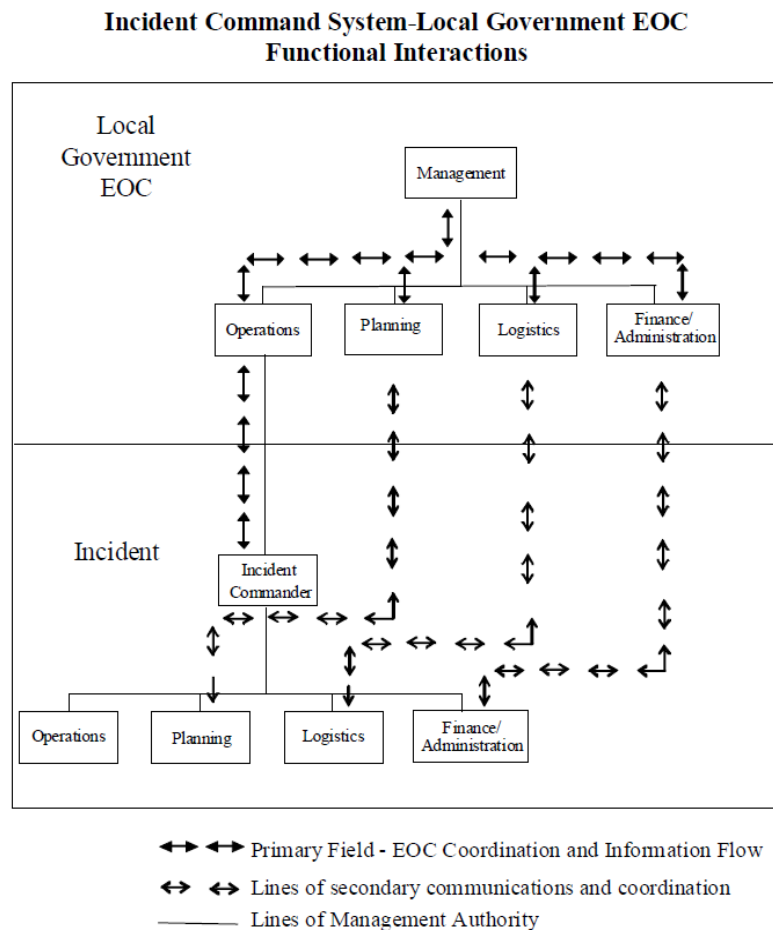 Incident Command System-Local Government EOC
Functional Interactions
Local
Government
EOC
Management
Operations
Planning
Logistics
Finance/
Administration
Incident
Incident
Commander
Operations
Planning
Logistics
Finance/
Administration
Primary Field - EOC Coordination and Information Flow
Lines of secondary communications and coordination
Lines of Management Authority